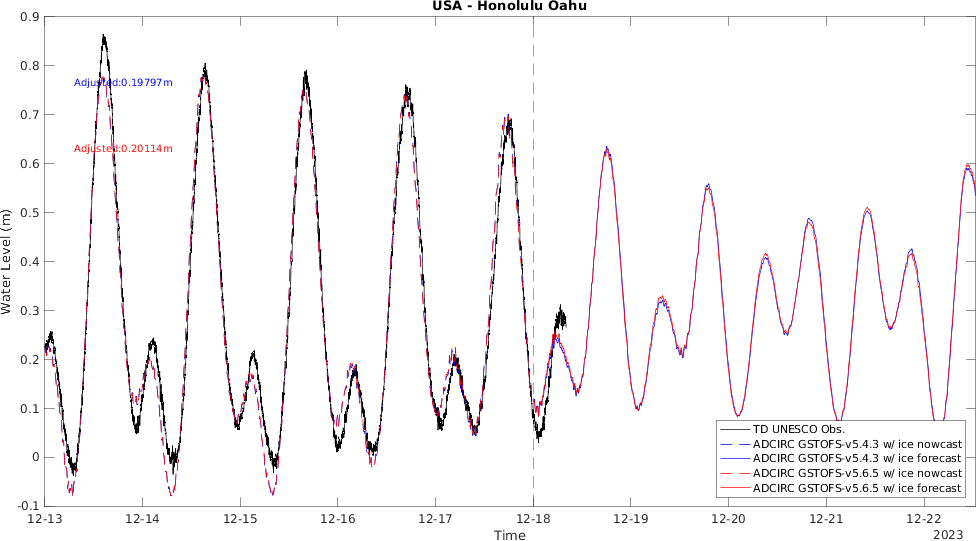 USA - Honolulu Oahu
0.9
0.8
0.7
0.6
0.5
0.4
0.3
0.2
0.1
0
-0.1
Water Level (m)
Adjusted:0.19797m
Adjusted:0.20114m
TD UNESCO Obs.
ADCIRC GSTOFS-v5.4.3 w/ ice nowcast
ADCIRC GSTOFS-v5.4.3 w/ ice forecast
ADCIRC GSTOFS-v5.6.5 w/ ice nowcast
ADCIRC GSTOFS-v5.6.5 w/ ice forecast
12-13 12-14 12-15 12-16 12-17 12-18 12-19 12-20 12-21 12-22
Time
2023